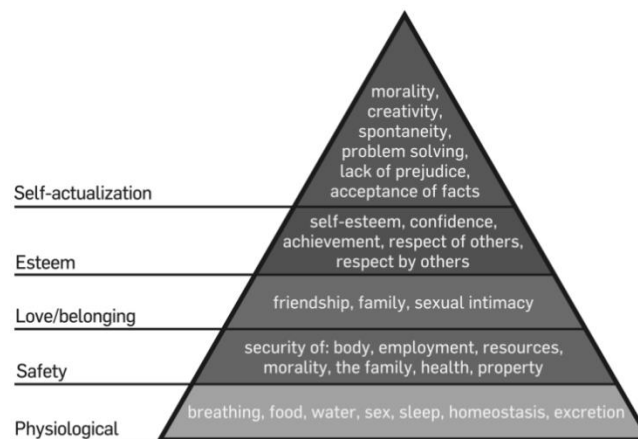 morality,
creativity,
spontaneity,
problem solving,
lack of prejudice,
acceptance of facts
Self-actualization
self-esteem, confidence,
achievement, respect of others,
respect by others
Esteem
friendship, family, sexual intimacy
Love/belonging
security of: body, employment, resources,
morality, the family, health, property
Safety
breathing, food, water, sex, sleep, homeostasis, excretion
Physiological